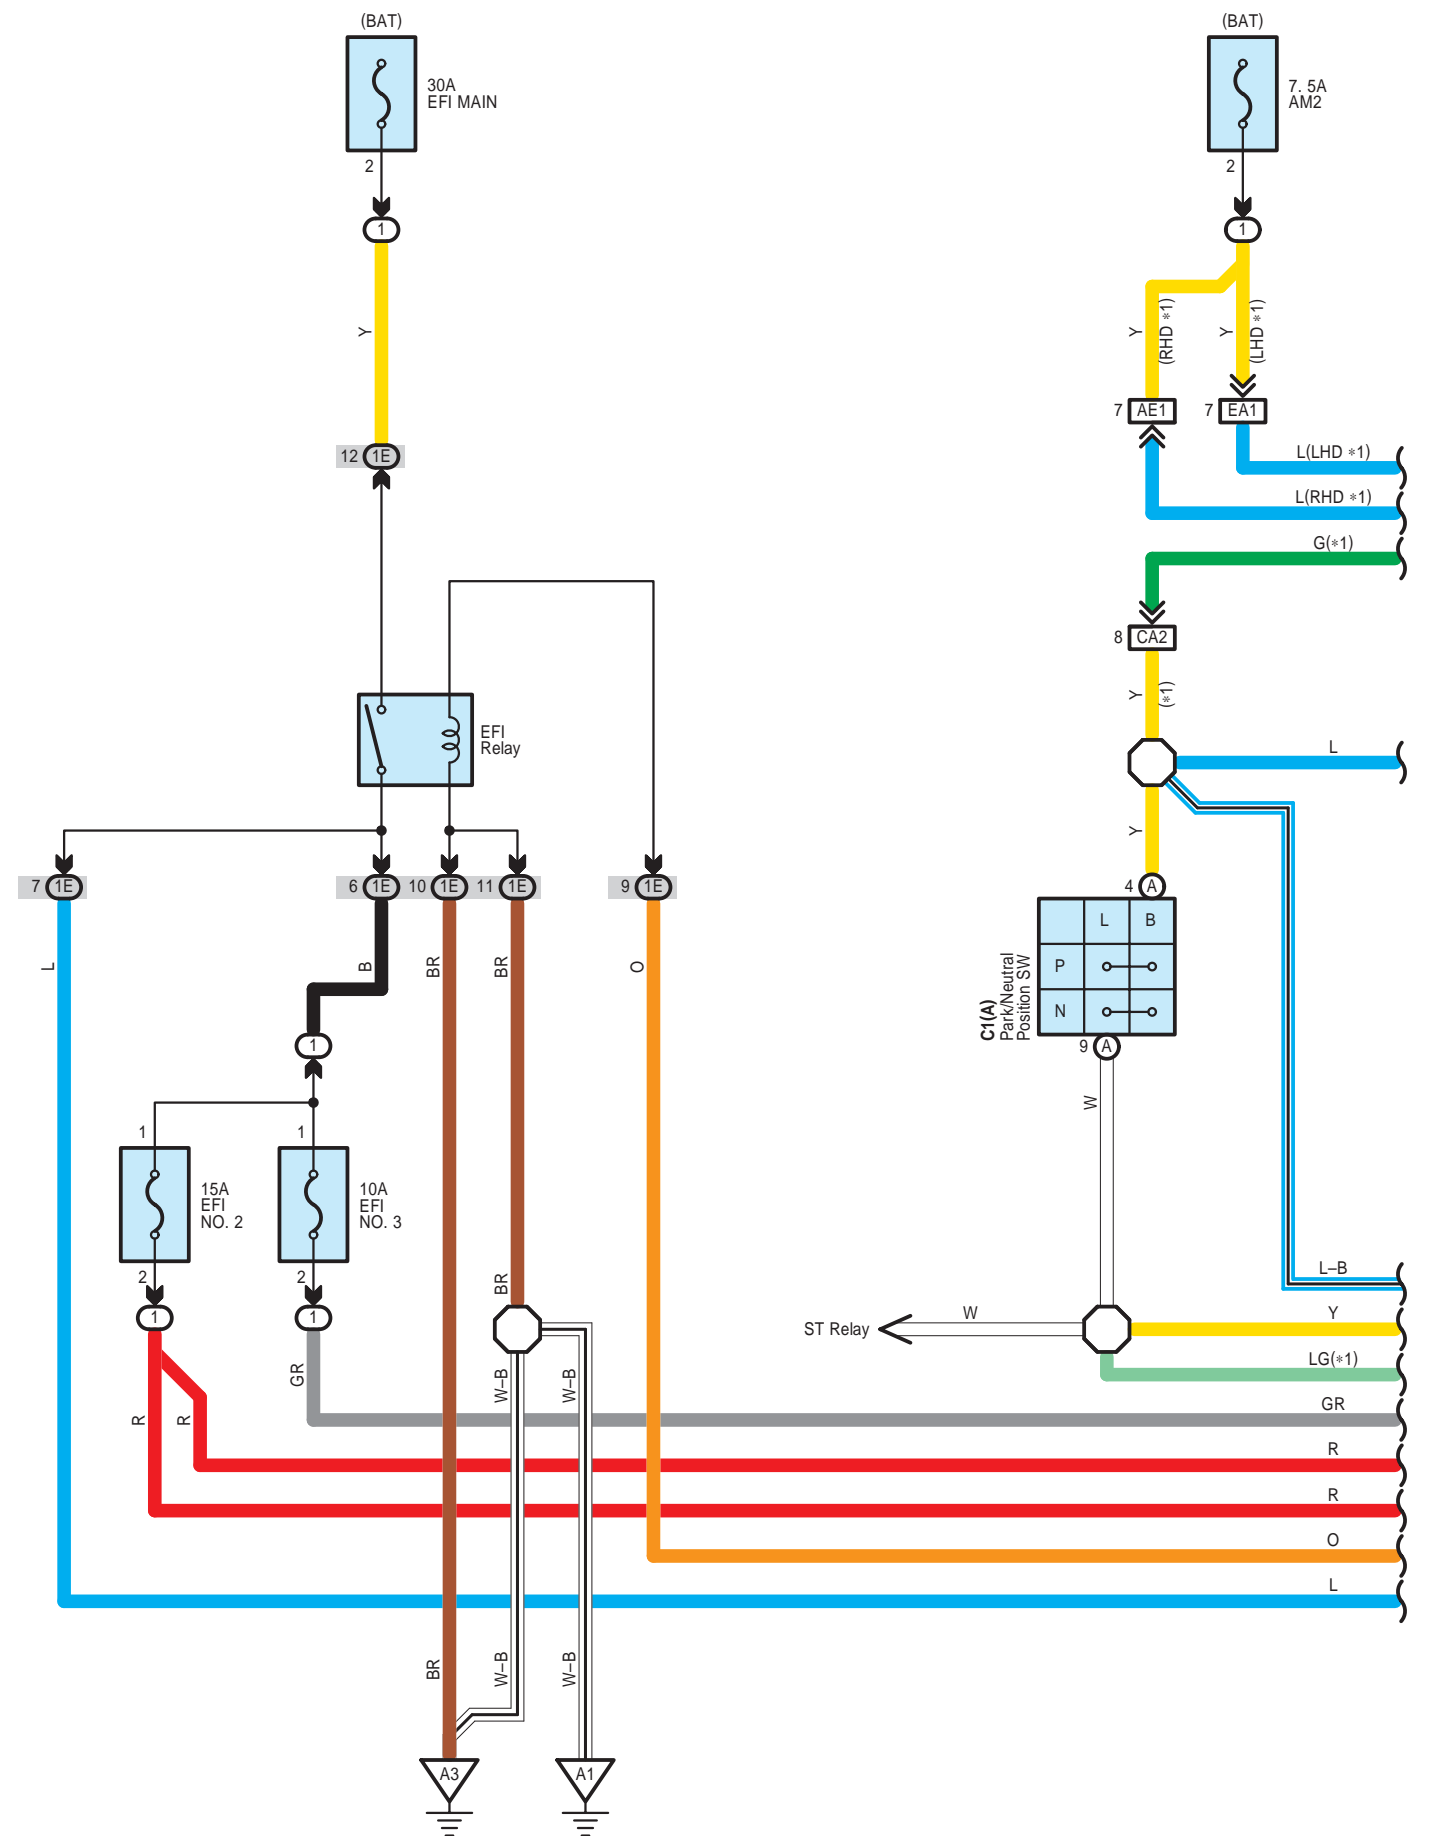 (BAT)
(BAT)
30A
EFI MAIN
7. 5A
AM2
2
2
1
1
Y
Y
(RHD *1)
Y
(LHD *1)
7 AE1
7 EA1
12 1E
L(LHD *1)
L(RHD *1)
G(*1)
8 CA2
Y
(*1)
EFI
Relay
L
Y
7 1E
6 1E
10 1E
11 1E
9 1E
4 A
L B
P
N
C1(A)
Park/Neutral
Position SW
L
B
BR
BR
O
1
9 A
W
1
1
15A
EFI
NO. 2
10A
EFI
NO. 3
2
2
1
1
BR
L–B
ST Relay
W
Y
LG(*1)
GR
W–B
W–B
GR
R
R
R
R
O
L
BR
W–B
W–B
A3
A1